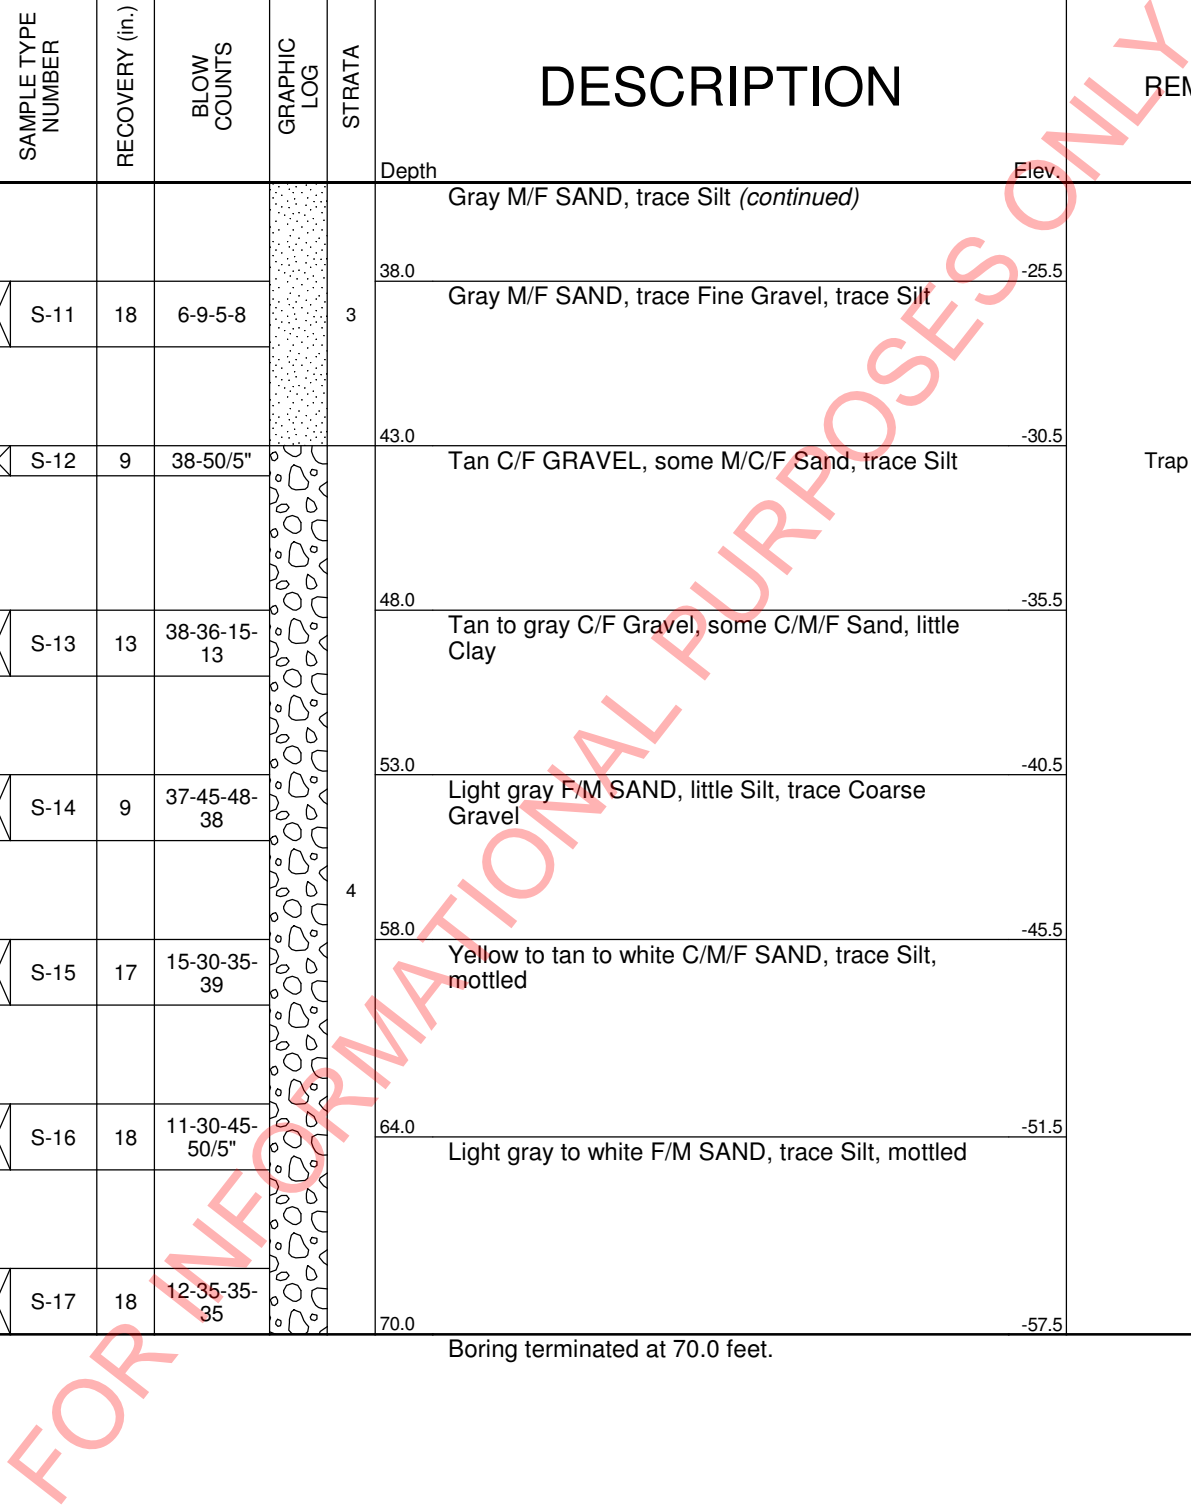 SAMPLE TYPE
NUMBER
RECOVERY (in.)
BLOW
COUNTS
GRAPHIC
LOG
STRATA
DESCRIPTION
Depth
Elev.
Gray M/F SAND, trace Silt (continued)
38.0
-25.5
S-11
18
6-9-5-8
3
Gray M/F SAND, trace Fine Gravel, trace Silt
43.0
-30.5
S-12
9
38-50/5"
Tan C/F GRAVEL, some M/C/F Sand, trace Silt
Trap
48.0
-35.5
S-13
13
38-36-15-
13
Tan to gray C/F Gravel, some C/M/F Sand, little
Clay
53.0
-40.5
S-14
9
37-45-48-
38
Light gray F/M SAND, little Silt, trace Coarse
Gravel
4
58.0
-45.5
S-15
17
15-30-35-
39
Yellow to tan to white C/M/F SAND, trace Silt,
mottled
S-16
18
11-30-45-
50/5"
64.0
-51.5
Light gray to white F/M SAND, trace Silt, mottled
S-17
18
12-35-35-
35
70.0
-57.5
Boring terminated at 70.0 feet.
FOR INFORMATIONAL PURPOSES ONLY